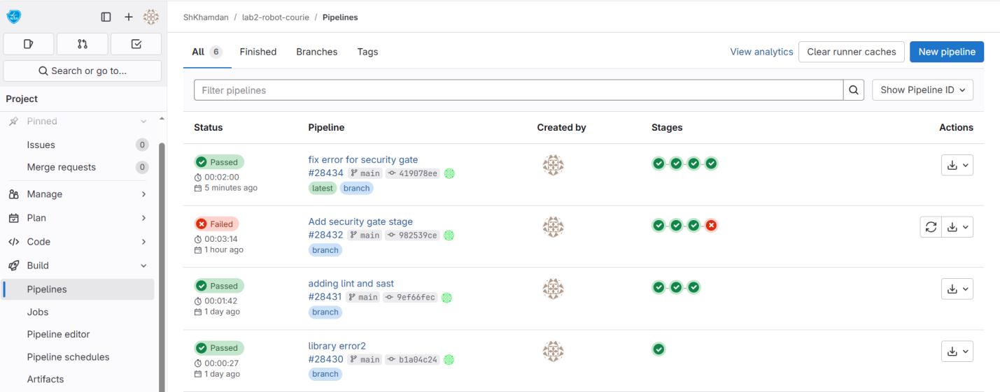 ShKhamdan / lab2-robot-courie / Pipelines
Search or go to...
Project
Pinned
Issues 0
Merge requests 0
Manage
Plan
Code
Build
Pipelines
Jobs
Pipeline editor
Pipeline schedules
Artifacts
All 6 Finished Branches Tags
View analytics Clear runner caches New pipeline
Filter pipelines
Show Pipeline ID
Status Pipeline Created by Stages Actions
Passed
00:02:00
5 minutes ago
fix error for security gate
#28434 main 419078ee
latest branch
Failed
00:03:14
1 hour ago
Add security gate stage
#28432 main 982539ce
branch
Passed
00:01:42
1 day ago
adding lint and sast
#28431 main 9ef66fec
branch
Passed
00:00:27
1 day ago
library error2
#28430 main b1a04c24
branch